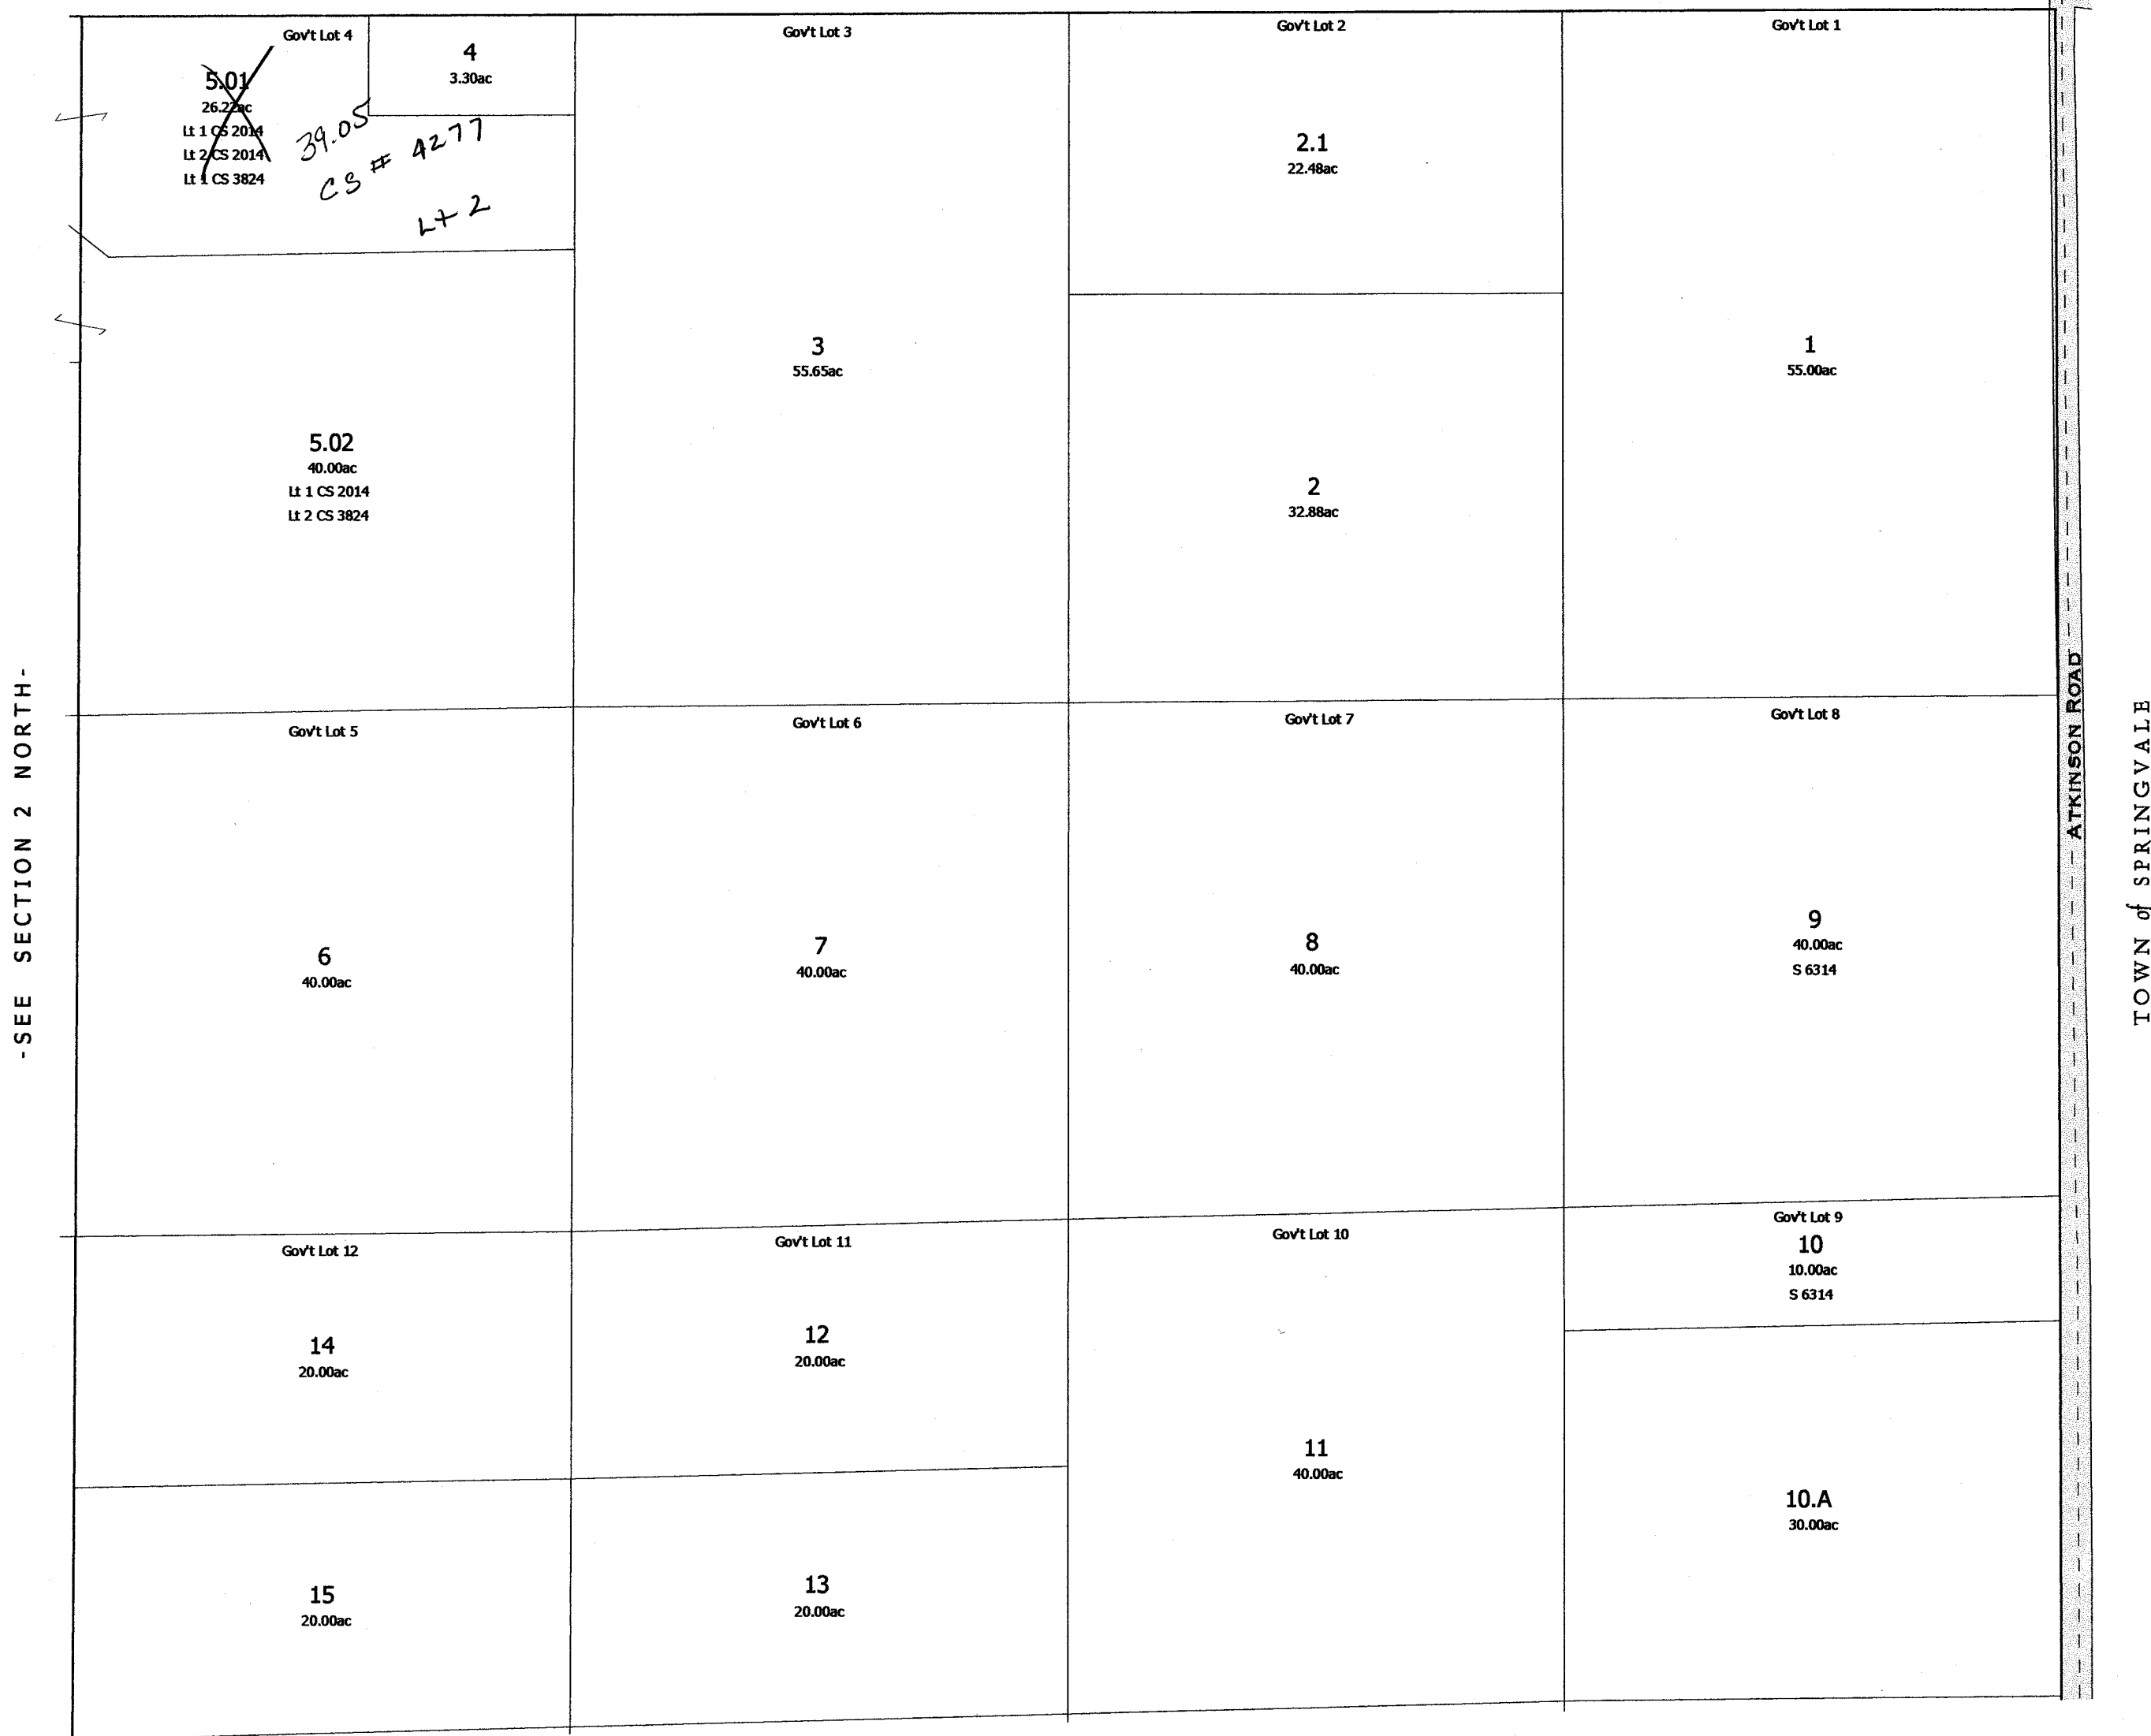 Gov't Lot 4
5.01
26.22ac
Lt 1 CS 2014
Lt 2 CS 2014
Lt 1 CS 3824
4
3.30ac
39.05
CS # 4277
Lt 2
5.02
40.00ac
Lt 1 CS 2014
Lt 2 CS 3824
Gov't Lot 3
3
55.65ac
Gov't Lot 2
2.1
22.48ac
2
32.88ac
Gov't Lot 1
1
55.00ac
Gov't Lot 5
6
40.00ac
Gov't Lot 6
7
40.00ac
Gov't Lot 7
8
40.00ac
Gov't Lot 8
9
40.00ac
S 6314
Gov't Lot 12
14
20.00ac
15
20.00ac
Gov't Lot 11
12
20.00ac
13
20.00ac
Gov't Lot 10
11
40.00ac
Gov't Lot 9
10
10.00ac
S 6314
10.A
30.00ac
-SEE SECTION 2 NORTH-
ATKINSON ROAD
TOWN of SPRINGVALE